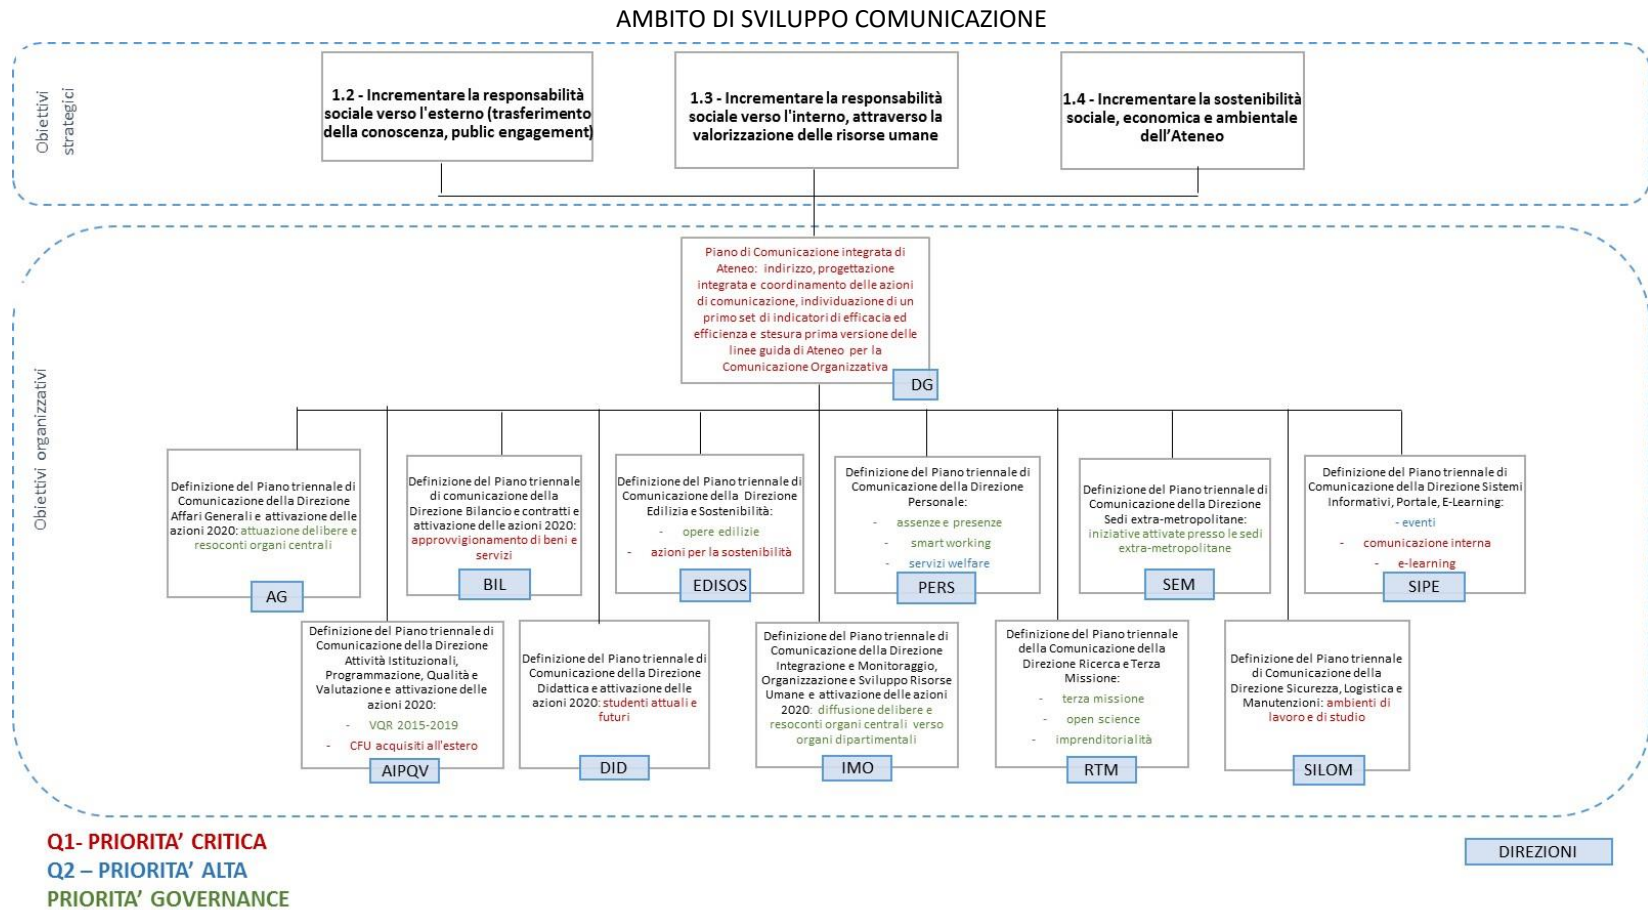 AMBITO DI SVILUPPO COMUNICAZIONE
Obiettivi
strategici
1.2 - Incrementare la responsabilità
sociale verso l'esterno (trasferimento
della conoscenza, public engagement)
1.3 - Incrementare la responsabilità
sociale verso l'interno, attraverso la
valorizzazione delle risorse umane
1.4 - Incrementare la sostenibilità
sociale, economica e ambientale
dell'Ateneo
Obiettivi organizzativi
Piano di Comunicazione integrata di
Ateneo: indirizzo, progettazione
integrata e coordinamento delle azioni
di comunicazione, individuazione di un
primo set di indicatori di efficacia ed
efficienza e stesura prima versione delle
linee guida di Ateneo per la
Comunicazione Organizzativa
DG
Definizione del Piano triennale di
Comunicazione della Direzione
Affari Generali e attivazione delle
azioni 2020: attuazione delibere e
resoconti organi centrali
AG
Definizione del Piano triennale
di comunicazione della
Direzione Bilancio e contratti e
attivazione delle azioni 2020:
approvvigionamento di beni e
servizi
BIL
Definizione del Piano triennale di
Comunicazione della Direzione
Edilizia e Sostenibilità:
- opere edilizie
- azioni per la sostenibilità
EDISOS
Definizione del Piano triennale di
Comunicazione della Direzione
Personale:
- assenze e presenze
- smart working
- servizi welfare
PERS
Definizione del Piano triennale di
Comunicazione della Direzione
Sedi extra-metropolitane:
iniziative attivate presso le sedi
extra-metropolitane
SEM
Definizione del Piano triennale di
Comunicazione della Direzione Sistemi
Informativi, Portale, E-Learning:
- eventi
- comunicazione interna
- e-learning
SIPE
Definizione del Piano triennale di
Comunicazione della Direzione
Attività Istituzionali,
Programmazione, Qualità e
Valutazione e attivazione delle
azioni 2020:
- VQR 2015-2019
- CFU acquisiti all'estero
AIPQV
Definizione del Piano triennale di
Comunicazione della Direzione
Didattica e attivazione delle
azioni 2020: studenti attuali e
futuri
DID
Definizione del Piano triennale di
Comunicazione della Direzione
Integrazione e Monitoraggio,
Organizzazione e Sviluppo Risorse
Umane e attivazione delle azioni
2020: diffusione delibere e
resoconti organi centrali verso
organi dipartimentali
IMO
Definizione del Piano triennale
della Comunicazione della
Direzione Ricerca e Terza
Missione:
- terza missione
- open science
- imprenditorialità
RTM
Definizione del Piano triennale
di Comunicazione della
Direzione Sicurezza, Logistica e
Manutenzioni: ambienti di
lavoro e di studio
SILOM
Q1- PRIORITA' CRITICA
Q2 – PRIORITA' ALTA
PRIORITA' GOVERNANCE
DIREZIONI